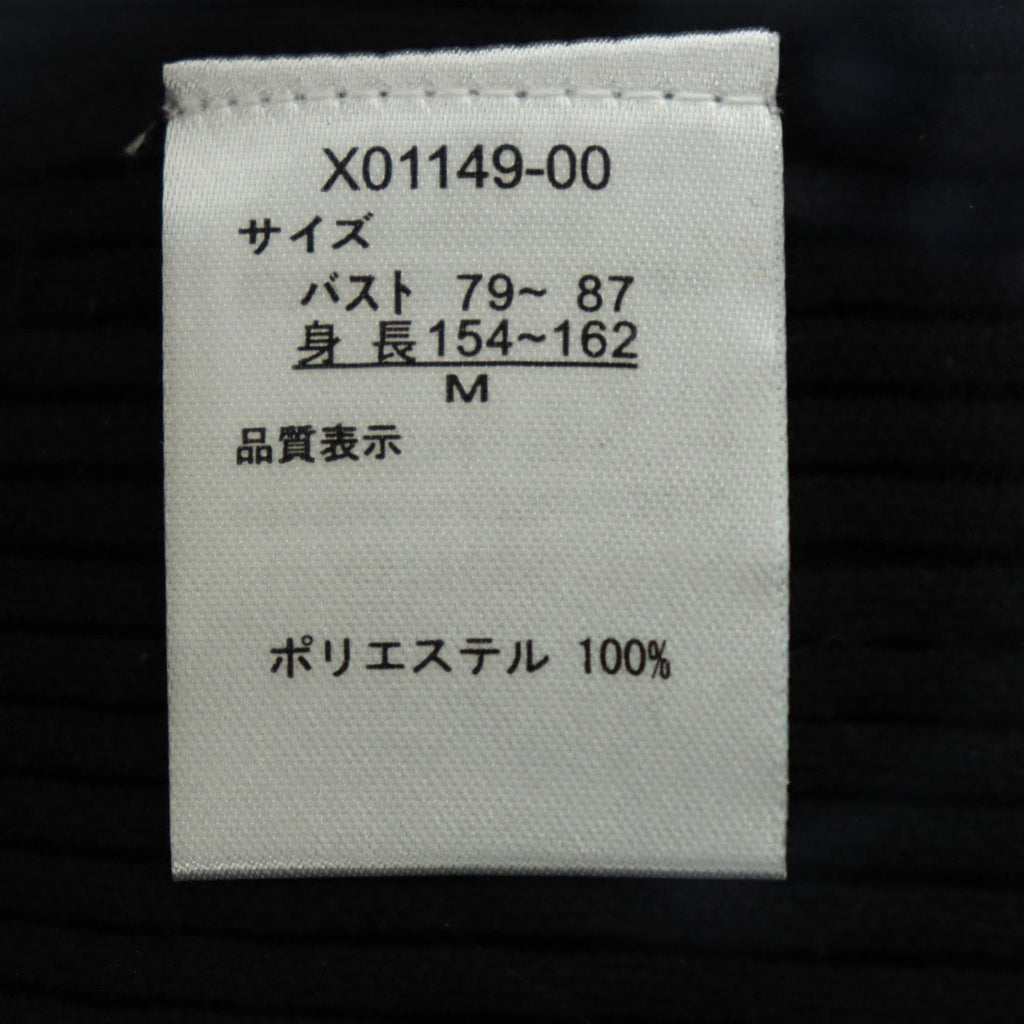 X01149-00
サイズ
バスト 79~ 87
身長154~162
M
品質表示
ポリエステル 100%